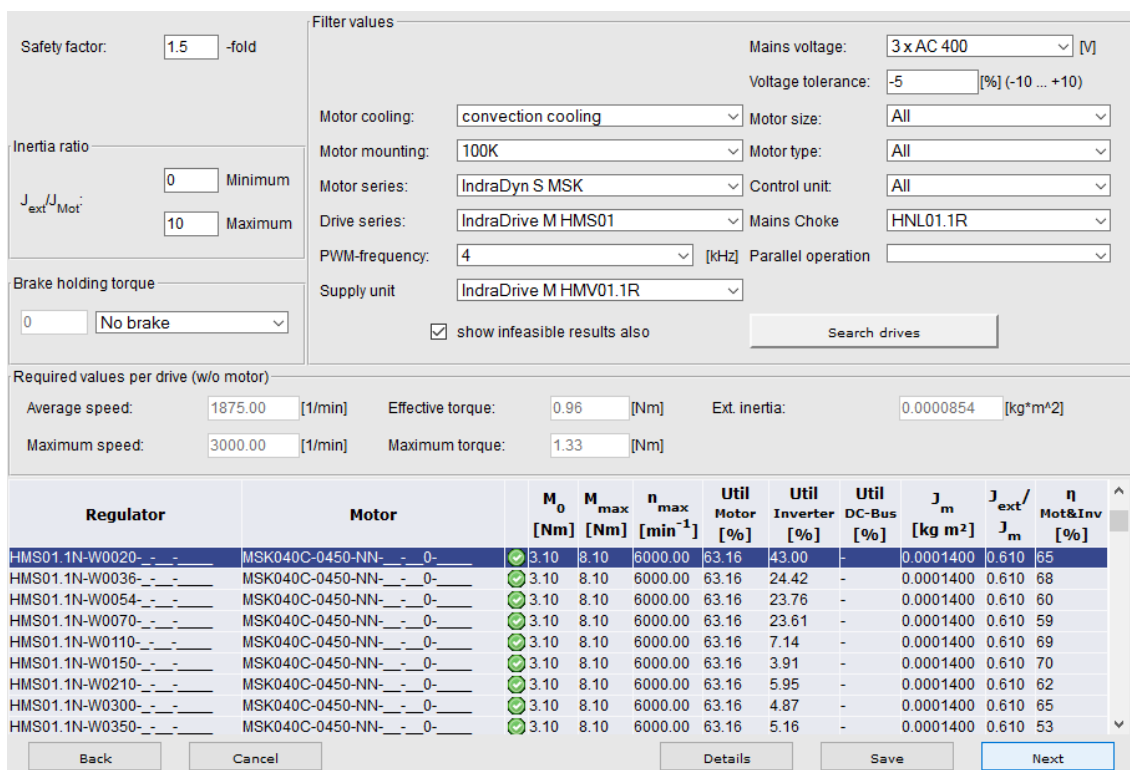 Filter values
Safety factor: 1.5 -fold Mains voltage: 3 x AC 400 [V]
Voltage tolerance: -5 [%] (-10 ... +10)
Motor cooling: convection cooling Motor size: All
Inertia ratio
Motor mounting: 100K Motor type: All
0 Minimum
Motor series: IndraDyn S MSK Control unit: All
Jext/JMot:
10 Maximum
Drive series: IndraDrive M HMS01 Mains Choke HNL01.1R
PWM-frequency: 4 [kHz] Parallel operation
Brake holding torque
Supply unit IndraDrive M HMV01.1R
0 No brake
show infeasible results also Search drives
Required values per drive (w/o motor)
Average speed: 1875.00 [1/min] Effective torque: 0.96 [Nm] Ext. inertia: 0.0000854 [kg*m^2]
Maximum speed: 3000.00 [1/min] Maximum torque: 1.33 [Nm]
Regulator Motor M0 [Nm] Mmax [Nm] nmax [min-1] Util Motor [%] Util Inverter [%] Util DC-Bus [%] Jm [kg m²] Jext/Jm η Mot&Inv [%]
HMS01.1N-W0020-_-__-____ MSK040C-0450-NN-__-__0-____ 3.10 8.10 6000.00 63.16 43.00 - 0.0001400 0.610 65
HMS01.1N-W0036-_-__-____ MSK040C-0450-NN-__-__0-____ 3.10 8.10 6000.00 63.16 24.42 - 0.0001400 0.610 68
HMS01.1N-W0054-_-__-____ MSK040C-0450-NN-__-__0-____ 3.10 8.10 6000.00 63.16 23.76 - 0.0001400 0.610 60
HMS01.1N-W0070-_-__-____ MSK040C-0450-NN-__-__0-____ 3.10 8.10 6000.00 63.16 23.61 - 0.0001400 0.610 59
HMS01.1N-W0110-_-__-____ MSK040C-0450-NN-__-__0-____ 3.10 8.10 6000.00 63.16 7.14 - 0.0001400 0.610 69
HMS01.1N-W0150-_-__-____ MSK040C-0450-NN-__-__0-____ 3.10 8.10 6000.00 63.16 3.91 - 0.0001400 0.610 70
HMS01.1N-W0210-_-__-____ MSK040C-0450-NN-__-__0-____ 3.10 8.10 6000.00 63.16 5.95 - 0.0001400 0.610 62
HMS01.1N-W0300-_-__-____ MSK040C-0450-NN-__-__0-____ 3.10 8.10 6000.00 63.16 4.87 - 0.0001400 0.610 65
HMS01.1N-W0350-_-__-____ MSK040C-0450-NN-__-__0-____ 3.10 8.10 6000.00 63.16 5.16 - 0.0001400 0.610 53
Back Cancel Details Save Next